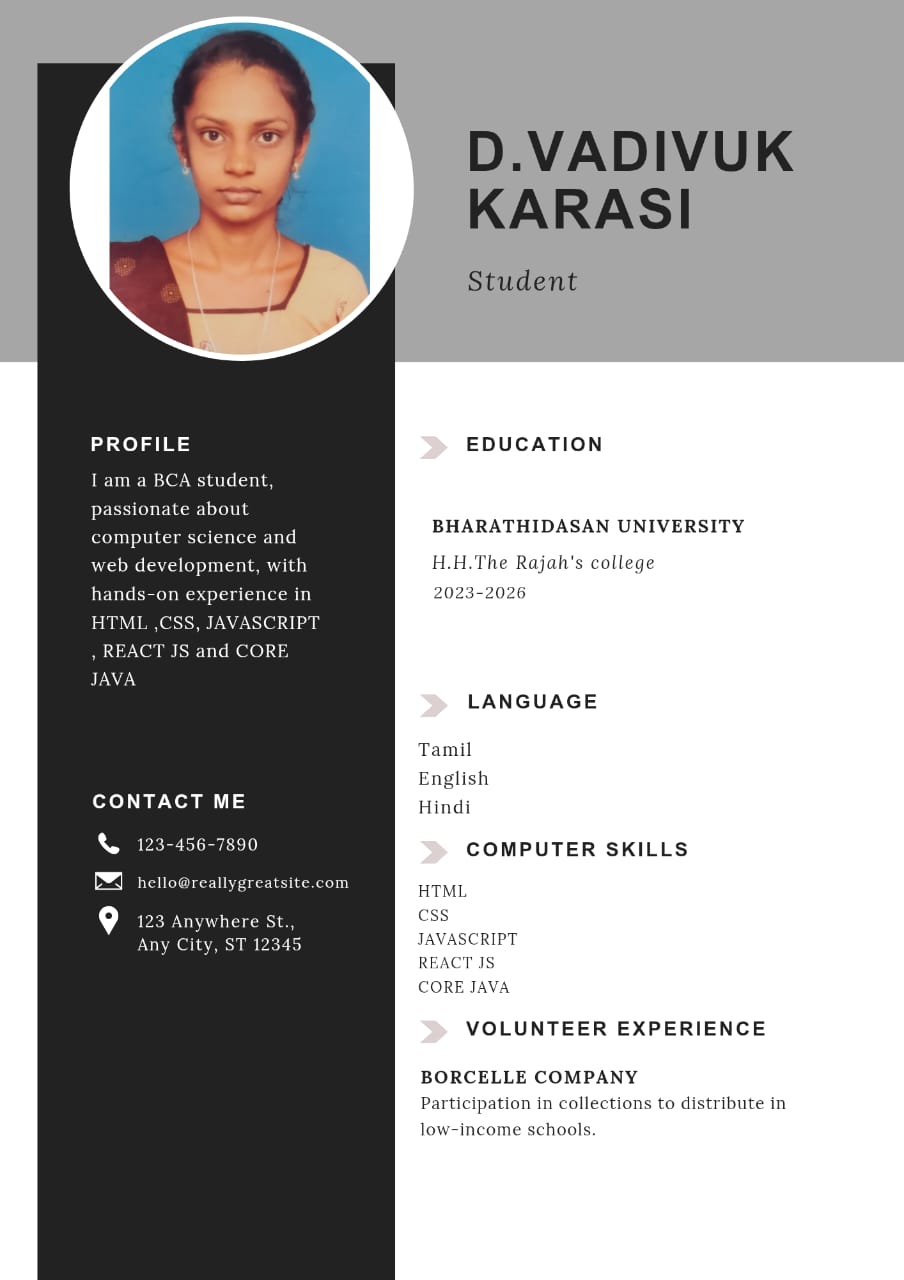 D.VADIVUK
KARASI
Student
PROFILE
I am a BCA student,
passionate about
computer science and
web development, with
hands-on experience in
HTML ,CSS, JAVASCRIPT
, REACT JS and CORE
JAVA
CONTACT ME
123-456-7890
hello@reallygreatsite.com
123 Anywhere St.,
Any City, ST 12345
EDUCATION
BHARATHIDASAN UNIVERSITY
H.H.The Rajah's college
2023-2026
LANGUAGE
Tamil
English
Hindi
COMPUTER SKILLS
HTML
CSS
JAVASCRIPT
REACT JS
CORE JAVA
VOLUNTEER EXPERIENCE
BORCELLE COMPANY
Participation in collections to distribute in
low-income schools.